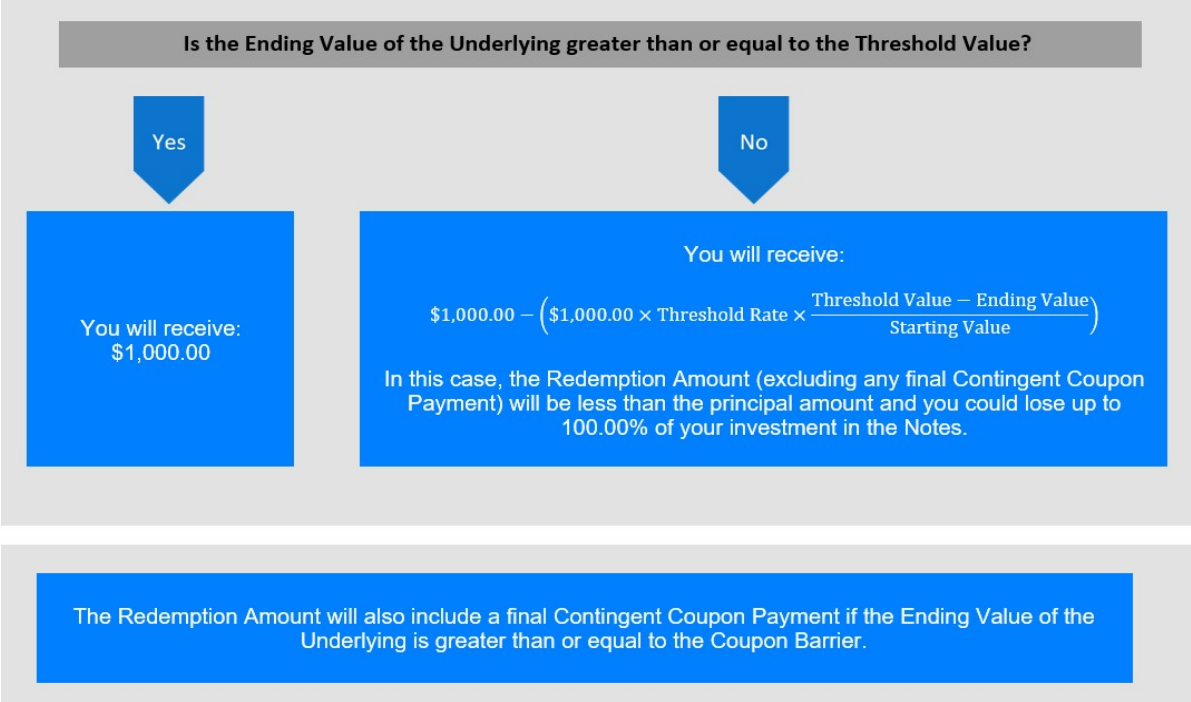 Is the Ending Value of the Underlying greater than or equal to the Threshold Value?
Yes
No
You will receive:
$1,000.00
You will receive:
$1,000.00 − ($1,000.00 × Threshold Rate × (Threshold Value − Ending Value) / Starting Value)
In this case, the Redemption Amount (excluding any final Contingent Coupon
Payment) will be less than the principal amount and you could lose up to
100.00% of your investment in the Notes.
The Redemption Amount will also include a final Contingent Coupon Payment if the Ending Value of the
Underlying is greater than or equal to the Coupon Barrier.